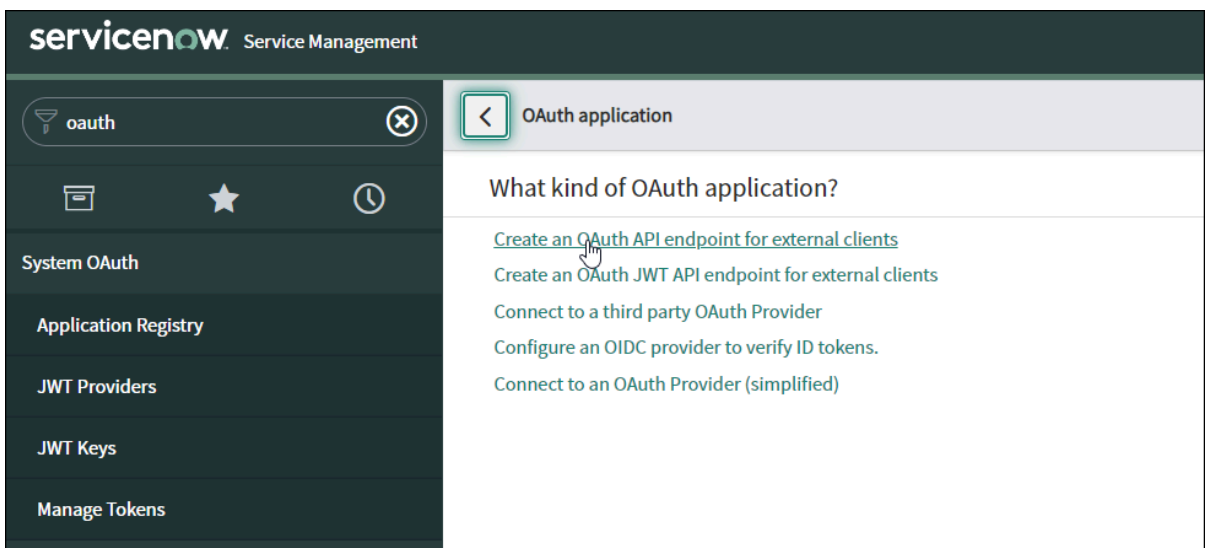 servicenow. Service Management
oauth
OAuth application
What kind of OAuth application?
Create an OAuth API endpoint for external clients
Create an OAuth JWT API endpoint for external clients
Connect to a third party OAuth Provider
Configure an OIDC provider to verify ID tokens.
Connect to an OAuth Provider (simplified)
System OAuth
Application Registry
JWT Providers
JWT Keys
Manage Tokens